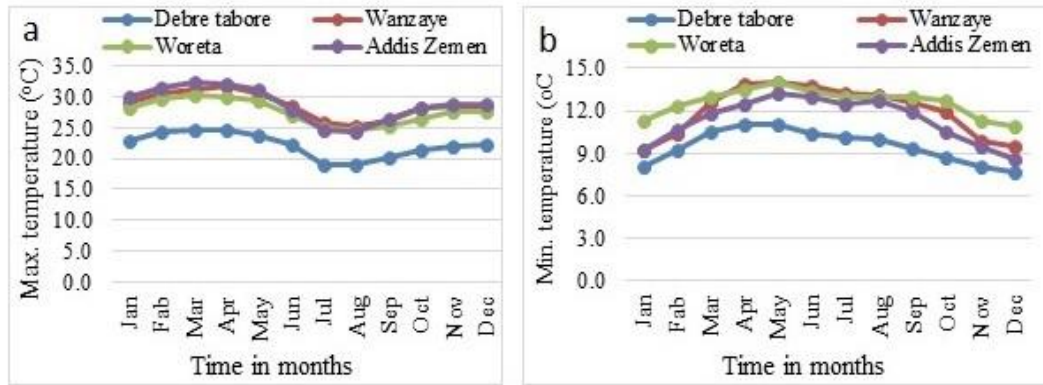 a
Debre tabore Wanzaye
Woreta Addis Zemen
Max. temperature (ºC)
35.0
30.0
25.0
20.0
15.0
10.0
5.0
0.0
Jan Fab Mar Apr May Jun Jul Aug Sep Oct Nov Dec
Time in months
b
Debre tabore Wanzaye
Woreta Addis Zemen
Min. temperature (oC
15.0
12.0
9.0
6.0
3.0
0.0
Jan Fab Mar Apr May Jun Jul Aug Sep Oct Nov Dec
Time in months